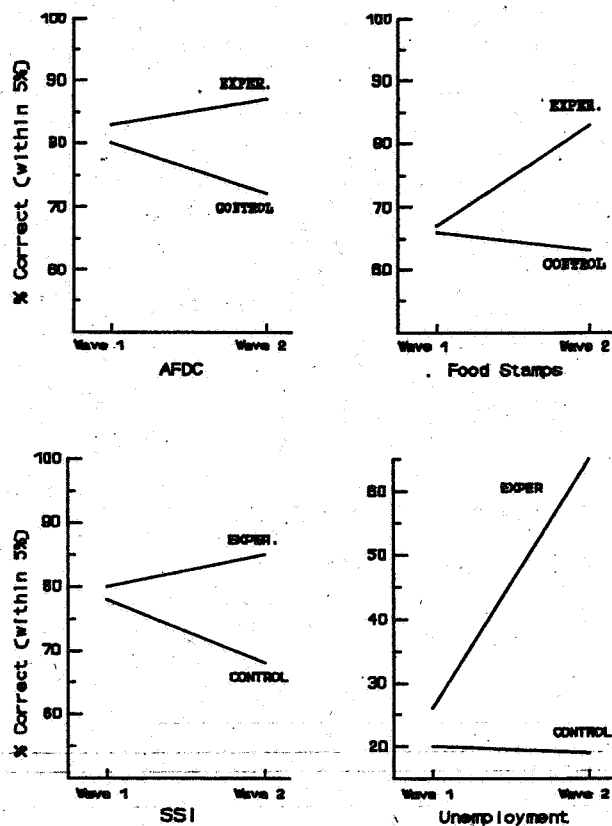 % Correct (within 5%)
100
90
80
70
60
EXPER.
CONTROL
Wave 1 Wave 2
AFDC
100
90
80
70
60
EXPER.
CONTROL
Wave 1 Wave 2
Food Stamps
% Correct (within 5%)
100
90
80
70
60
EXPER.
CONTROL
Wave 1 Wave 2
SSI
60
50
40
30
20
EXPER
CONTROL
Wave 1 Wave 2
Unemployment